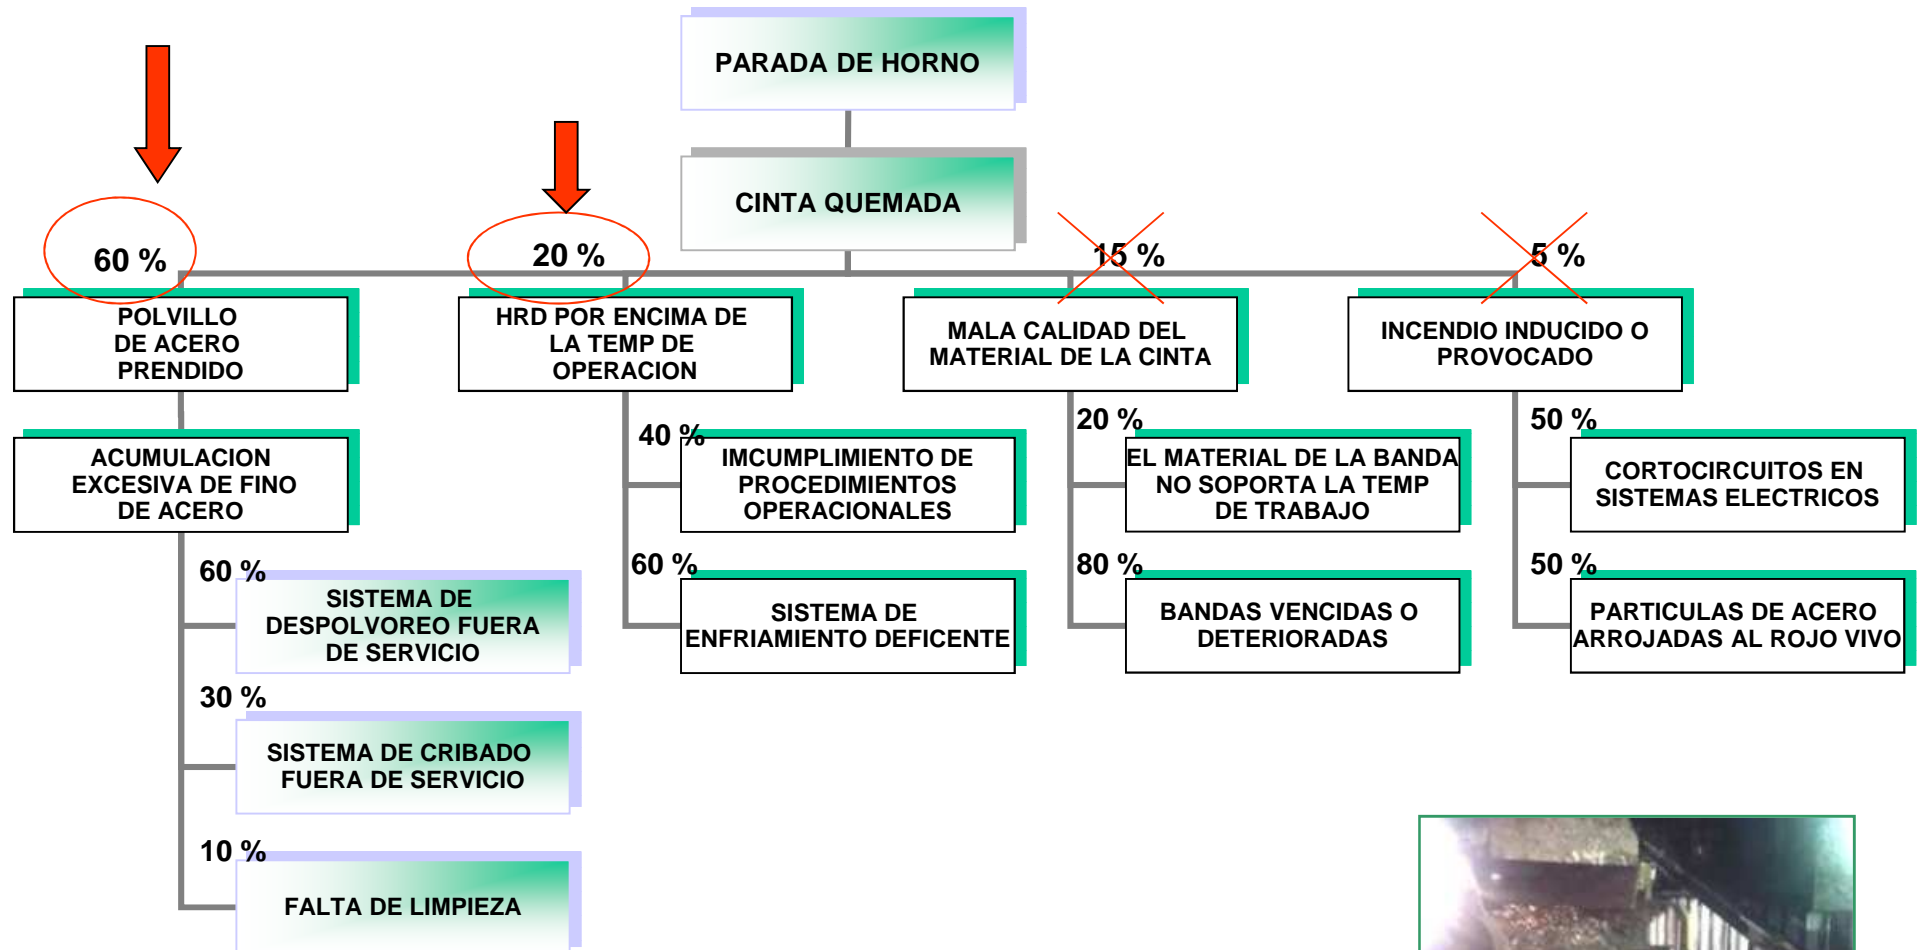 PARADA DE HORNO
CINTA QUEMADA
60 %
20 %
15 %
5 %
POLVILLO
DE ACERO
PRENDIDO
HRD POR ENCIMA DE
LA TEMP DE
OPERACION
MALA CALIDAD DEL
MATERIAL DE LA CINTA
INCENDIO INDUCIDO O
PROVOCADO
ACUMULACION
EXCESIVA DE FINO
DE ACERO
60 %
SISTEMA DE
DESPOLVOREO FUERA
DE SERVICIO
30 %
SISTEMA DE CRIBADO
FUERA DE SERVICIO
10 %
FALTA DE LIMPIEZA
40 %
IMCUMPLIMIENTO DE
PROCEDIMIENTOS
OPERACIONALES
60 %
SISTEMA DE
ENFRIAMIENTO DEFICENTE
20 %
EL MATERIAL DE LA BANDA
NO SOPORTA LA TEMP
DE TRABAJO
80 %
BANDAS VENCIDAS O
DETERIORADAS
50 %
CORTOCIRCUITOS EN
SISTEMAS ELECTRICOS
50 %
PARTICULAS DE ACERO
ARROJADAS AL ROJO VIVO